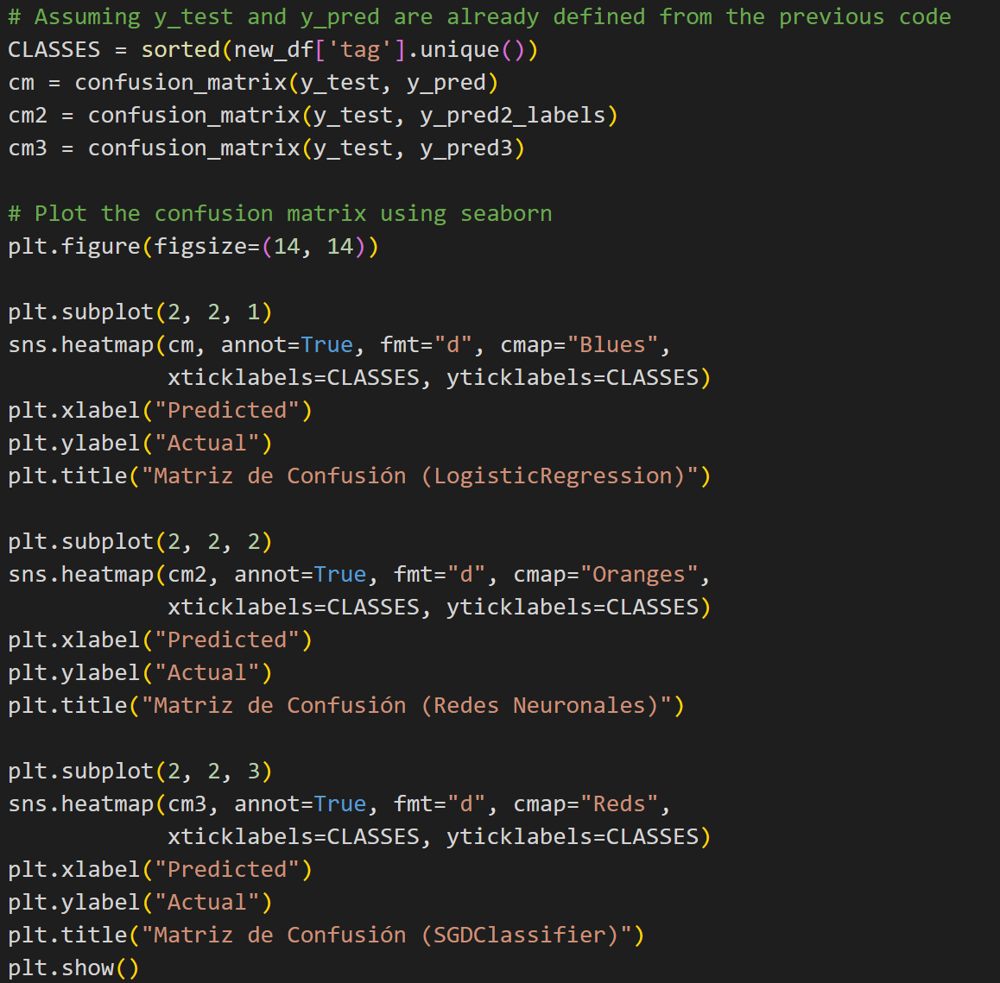 # Assuming y_test and y_pred are already defined from the previous code
CLASSES = sorted(new_df['tag'].unique())
cm = confusion_matrix(y_test, y_pred)
cm2 = confusion_matrix(y_test, y_pred2_labels)
cm3 = confusion_matrix(y_test, y_pred3)

# Plot the confusion matrix using seaborn
plt.figure(figsize=(14, 14))

plt.subplot(2, 2, 1)
sns.heatmap(cm, annot=True, fmt="d", cmap="Blues",
            xticklabels=CLASSES, yticklabels=CLASSES)
plt.xlabel("Predicted")
plt.ylabel("Actual")
plt.title("Matriz de Confusión (LogisticRegression)")

plt.subplot(2, 2, 2)
sns.heatmap(cm2, annot=True, fmt="d", cmap="Oranges",
            xticklabels=CLASSES, yticklabels=CLASSES)
plt.xlabel("Predicted")
plt.ylabel("Actual")
plt.title("Matriz de Confusión (Redes Neuronales)")

plt.subplot(2, 2, 3)
sns.heatmap(cm3, annot=True, fmt="d", cmap="Reds",
            xticklabels=CLASSES, yticklabels=CLASSES)
plt.xlabel("Predicted")
plt.ylabel("Actual")
plt.title("Matriz de Confusión (SGDClassifier)")
plt.show()